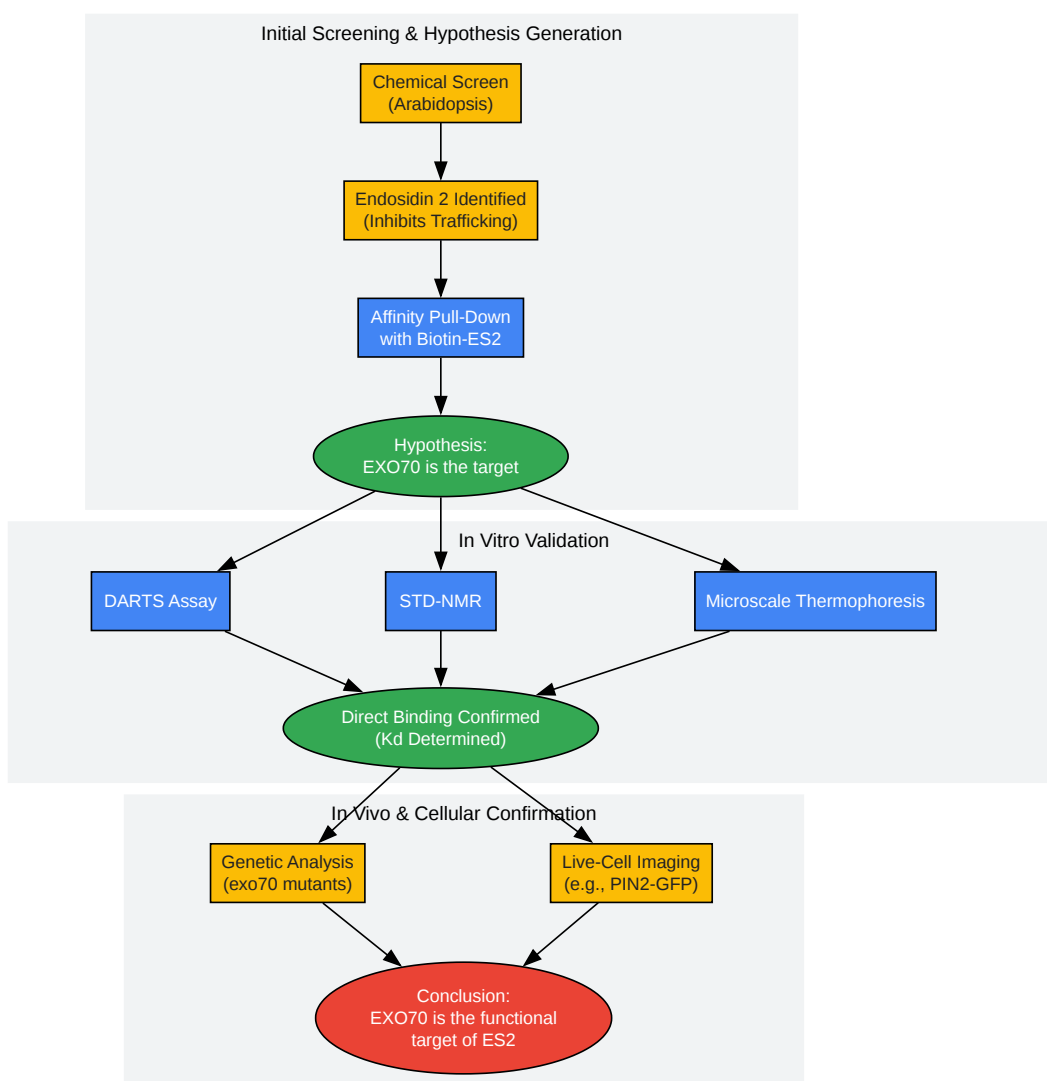 Initial Screening & Hypothesis Generation
Chemical Screen
(Arabidopsis)
Endosidin 2 Identified
(Inhibits Trafficking)
Affinity Pull-Down
with Biotin-ES2
Hypothesis:
EXO70 is the target
In Vitro Validation
DARTS Assay
STD-NMR
Microscale Thermophoresis
Direct Binding Confirmed
(Kd Determined)
In Vivo & Cellular Confirmation
Genetic Analysis
(exo70 mutants)
Live-Cell Imaging
(e.g., PIN2-GFP)
Conclusion:
EXO70 is the functional
target of ES2